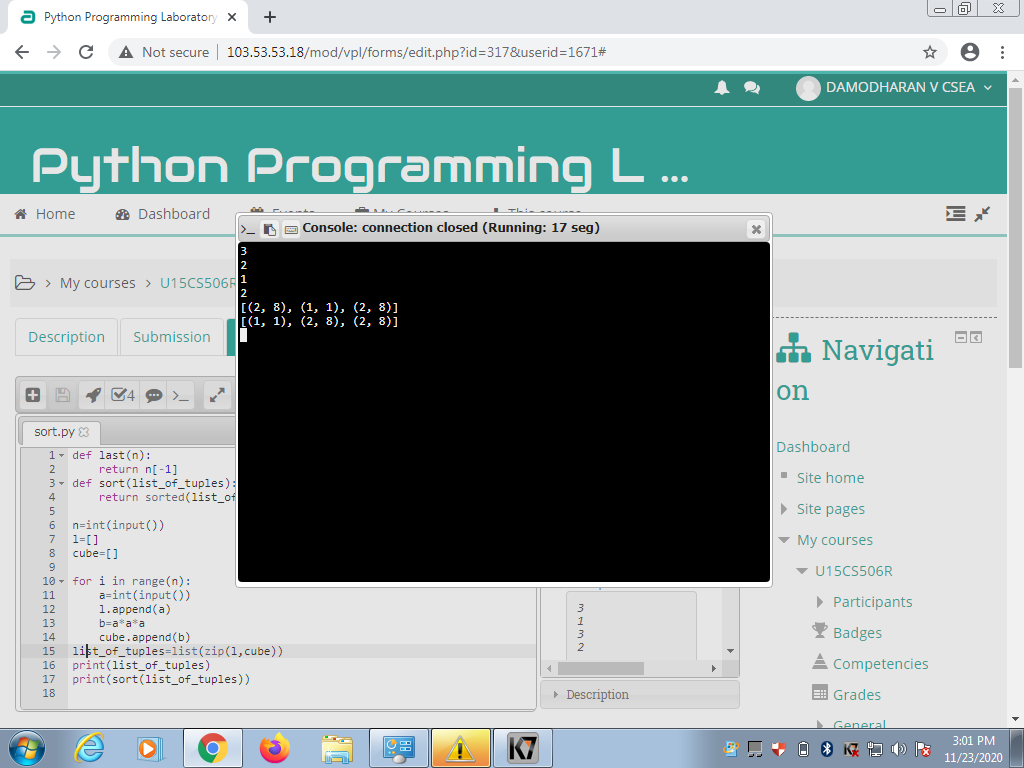 Python Programming Laboratory
Not secure
103.53.53.18/mod/vpl/forms/edit.php?id=317&userid=1671#
DAMODHARAN V CSEA
Python Programming L ...
Home
Dashboard
My courses
U15CS506R
Description
Submission
4
Console: connection closed (Running: 17 seg)
3
2
1
2
[(2, 8), (1, 1), (2, 8)]
[(1, 1), (2, 8), (2, 8)]
sort.py
1 def last(n):
2 return n[-1]
3 def sort(list_of_tuples):
4 return sorted(list_of
5
6 n=int(input())
7 l=[]
8 cube=[]
9
10 for i in range(n):
11 a=int(input())
12 l.append(a)
13 b=a*a*a
14 cube.append(b)
15 list_of_tuples=list(zip(l,cube))
16 print(list_of_tuples)
17 print(sort(list_of_tuples))
18
3
1
3
2
Description
Navigati
on
Dashboard
Site home
Site pages
My courses
U15CS506R
Participants
Badges
Competencies
Grades
General
K7
3:01 PM
11/23/2020